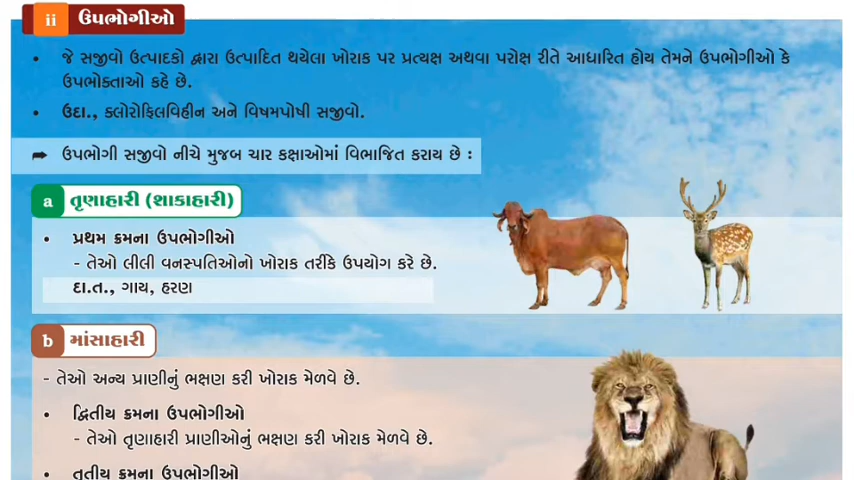 ii ઉપભોગીઓ
• જે સજીવો ઉત્પાદકો દ્વારા ઉત્પાદિત થયેલા ખોરાક પર પ્રત્યક્ષ અથવા પરોક્ષ રીતે આધારિત હોય તેમને ઉપભોગીઓ કે
ઉપભોક્તાઓ કહે છે.
• ઉદા., ક્લોરોફિલવિહીન અને વિષમપોષી સજીવો.
➦ ઉપભોગી સજીવો નીચે મુજબ ચાર કક્ષાઓમાં વિભાજિત કરાય છે :
a તૃણાહારી (શાકાહારી)
• પ્રથમ ક્રમના ઉપભોગીઓ
- તેઓ લીલી વનસ્પતિઓનો ખોરાક તરીકે ઉપયોગ કરે છે.
દા.ત., ગાય, હરણ
b માંસાહારી
- તેઓ અન્ય પ્રાણીનું ભક્ષણ કરી ખોરાક મેળવે છે.
• દ્વિતીય ક્રમના ઉપભોગીઓ
- તેઓ તૃણાહારી પ્રાણીઓનું ભક્ષણ કરી ખોરાક મેળવે છે.
• તૃતીય ક્રમના ઉપભોગીઓ